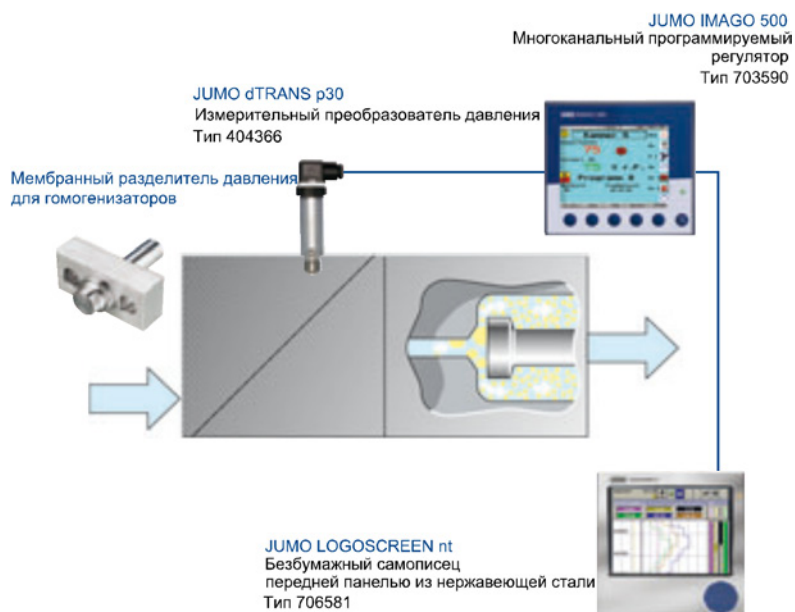 JUMO IMAGO 500
Многоканальный программируемый
регулятор
Тип 703590
JUMO dTRANS p30
Измерительный преобразователь давления
Тип 404366
Мембранный разделитель давления
для гомогенизаторов
JUMO LOGOSCREEN nt
Безбумажный самописец
передней панелью из нержавеющей стали
Тип 706581